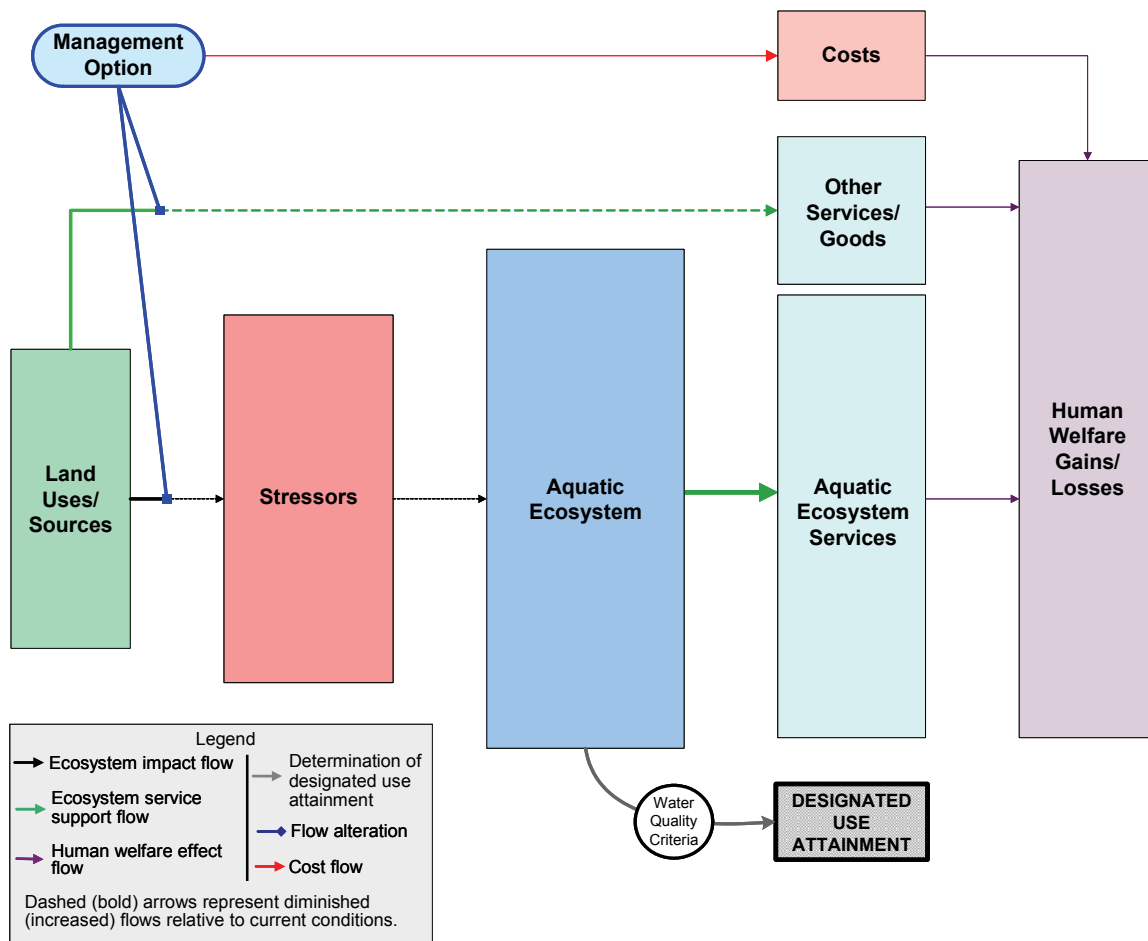 Management
Option
Costs
Other
Services/
Goods
Land
Uses/
Sources
Stressors
Aquatic
Ecosystem
Aquatic
Ecosystem
Services
Human
Welfare
Gains/
Losses
Water
Quality
Criteria
DESIGNATED
USE
ATTAINMENT
Legend
Ecosystem impact flow
Ecosystem service
support flow
Human welfare effect
flow
Determination of
designated use
attainment
Flow alteration
Cost flow
Dashed (bold) arrows represent diminished
(increased) flows relative to current conditions.